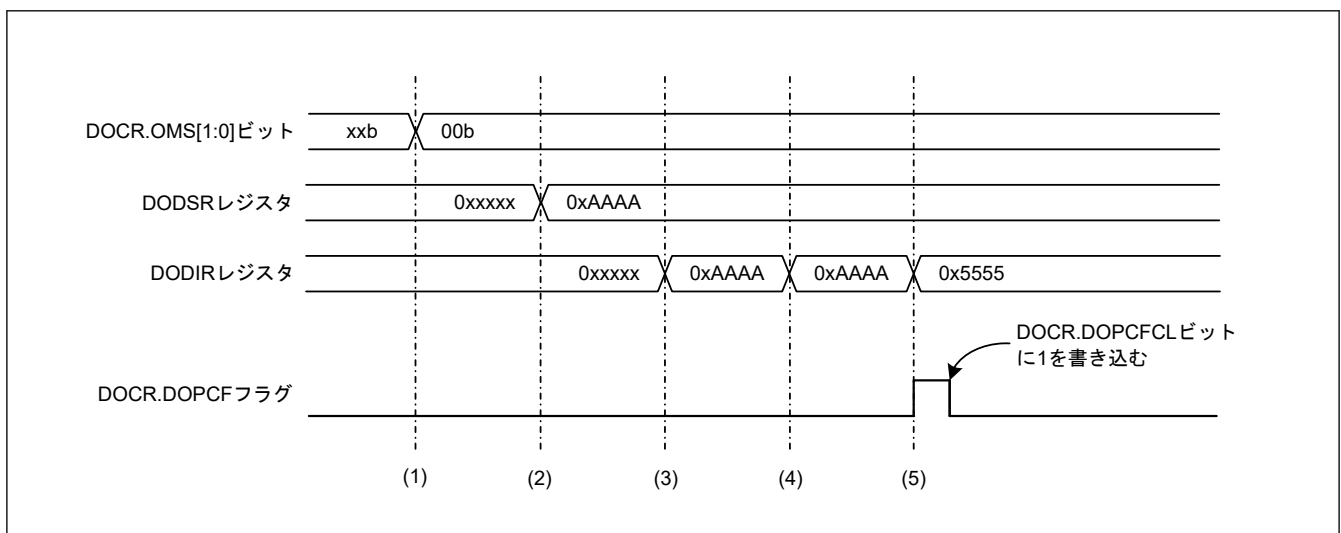 DOCR.OMS[1:0]ビット xxb 00b
DODSRレジスタ 0xxxxx 0xAAAA
DODIRレジスタ 0xxxxx 0xAAAA 0xAAAA 0x5555
DOCR.DOPCFCLビット
に1を書き込む
DOCR.DOPCFフラグ
(1) (2) (3) (4) (5)